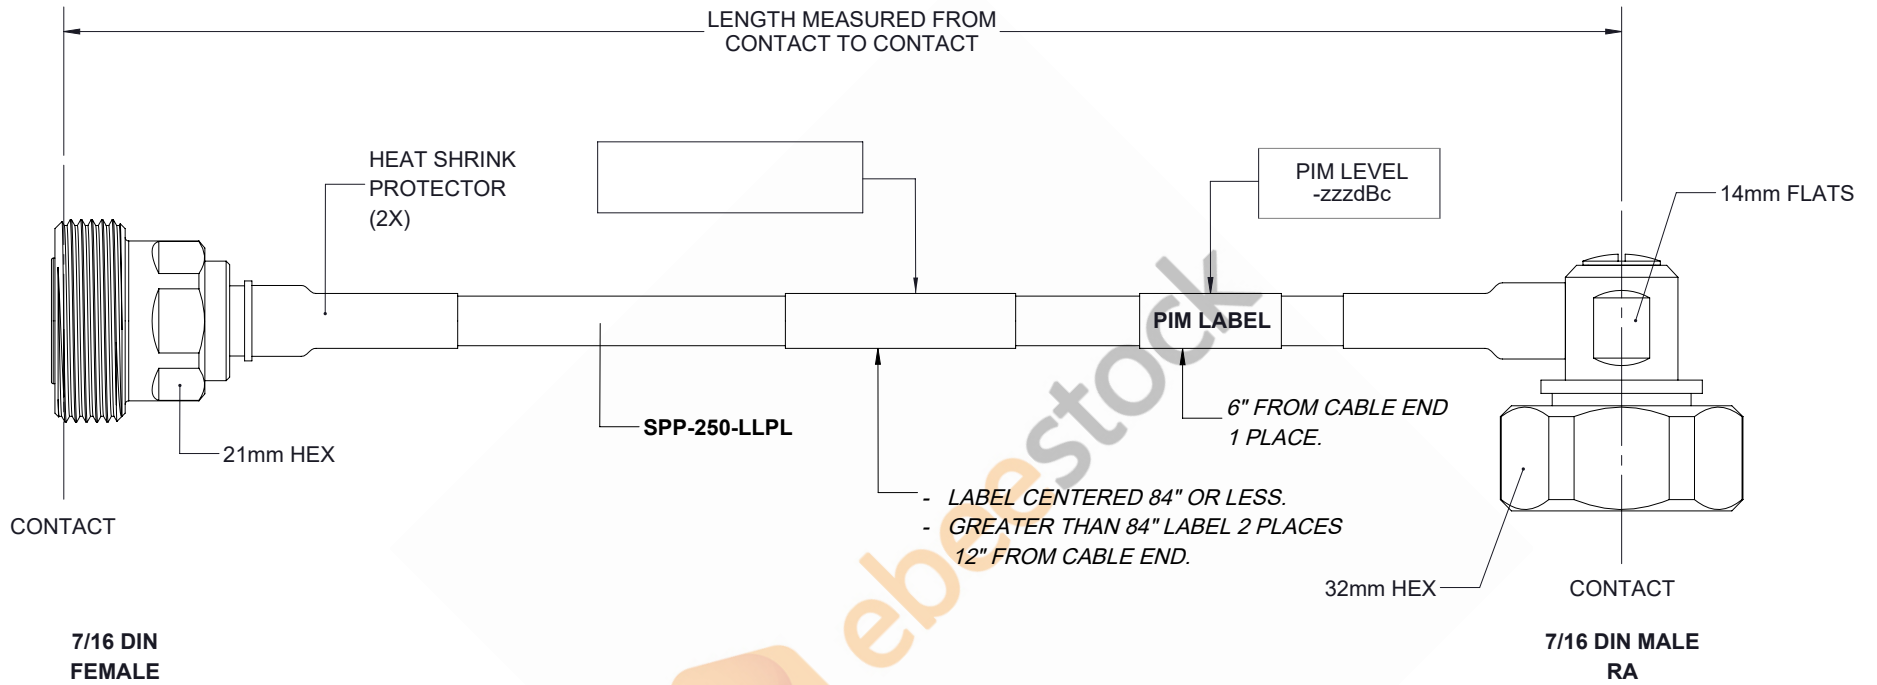 LENGTH MEASURED FROM
CONTACT TO CONTACT
HEAT SHRINK
PROTECTOR
(2X)
PIM LEVEL
-zzzdBc
14mm FLATS
PIM LABEL
6" FROM CABLE END
1 PLACE.
SPP-250-LLPL
21mm HEX
- LABEL CENTERED 84" OR LESS.
- GREATER THAN 84" LABEL 2 PLACES
12" FROM CABLE END.
CONTACT
32mm HEX
CONTACT
7/16 DIN
FEMALE
7/16 DIN MALE
RA
ebeestock